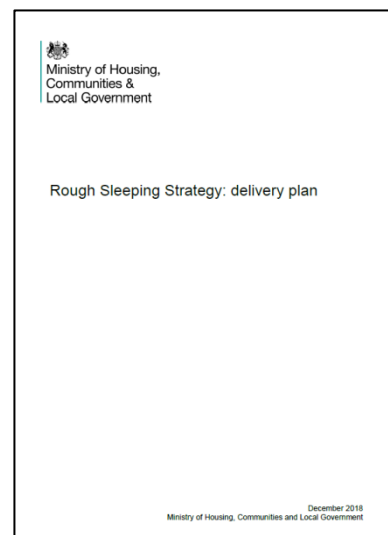 Ministry of Housing,
Communities &
Local Government
Rough Sleeping Strategy: delivery plan
December 2018
Ministry of Housing, Communities and Local Government